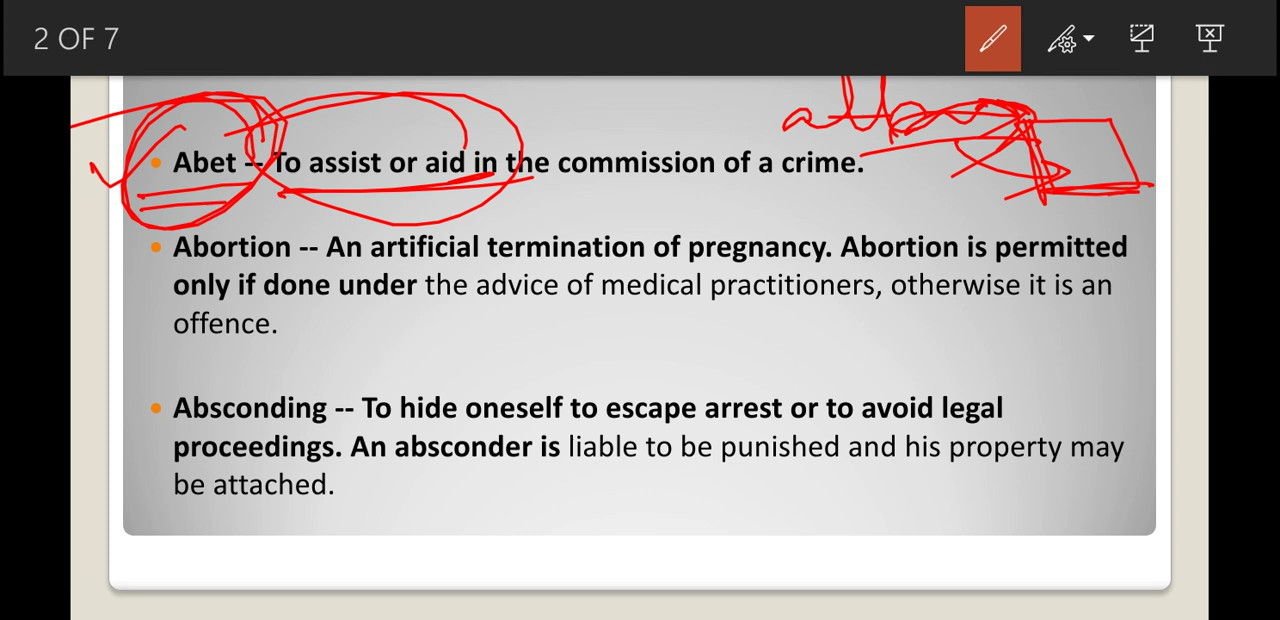 2 OF 7
Abet -- To assist or aid in the commission of a crime.
Abortion -- An artificial termination of pregnancy. Abortion is permitted
only if done under the advice of medical practitioners, otherwise it is an
offence.
Absconding -- To hide oneself to escape arrest or to avoid legal
proceedings. An absconder is liable to be punished and his property may
be attached.